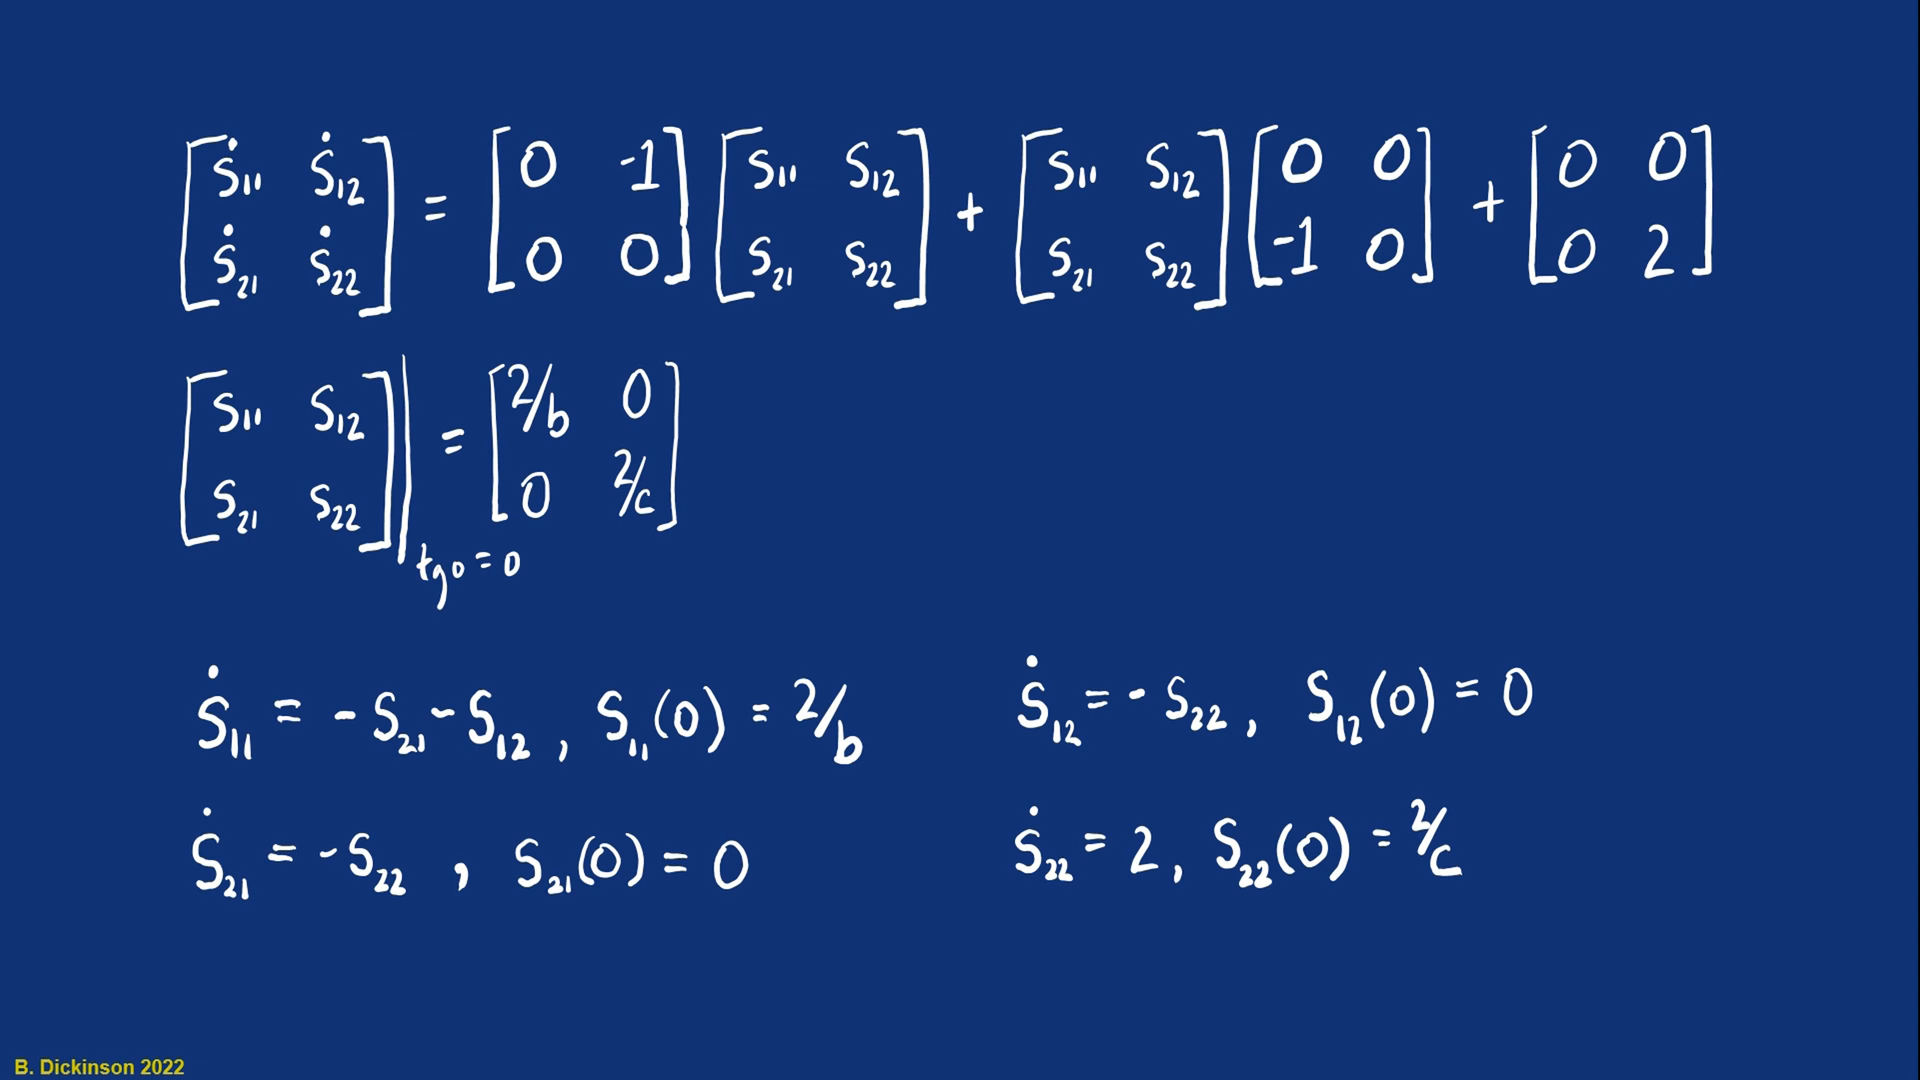 [Ṡ₁₁ Ṡ₁₂] = [0 -1] [S₁₁ S₁₂] + [S₁₁ S₁₂] [0 0] + [0 0]
[Ṡ₂₁ Ṡ₂₂] [0 0] [S₂₁ S₂₂] [S₂₁ S₂₂] [-1 0] [0 2]
[S₁₁ S₁₂] | = [2/b 0]
[S₂₁ S₂₂] | [0 2/c]
tgo = 0
Ṡ₁₁ = -S₂₁ - S₁₂ , S₁₁(0) = 2/b
Ṡ₁₂ = -S₂₂ , S₁₂(0) = 0
Ṡ₂₁ = -S₂₂ , S₂₁(0) = 0
Ṡ₂₂ = 2 , S₂₂(0) = 2/c
B. Dickinson 2022